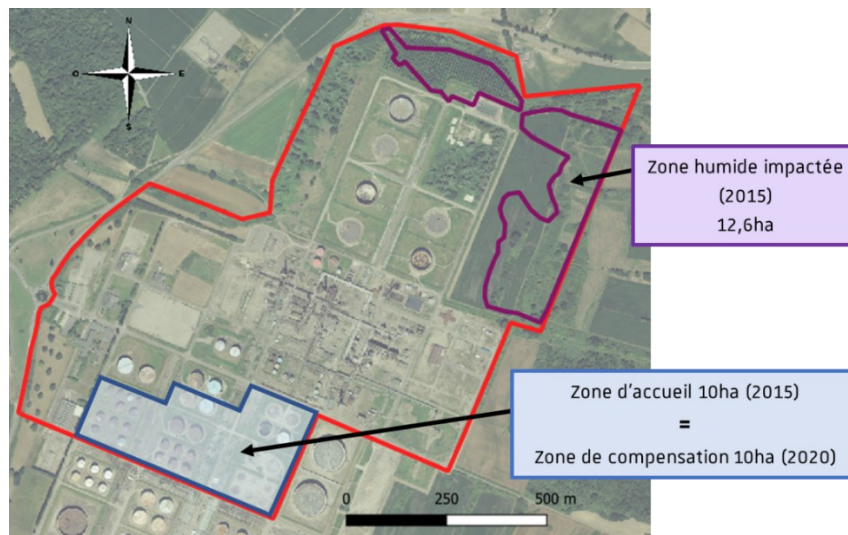 N
O
E
S
Zone humide impactée
(2015)
12,6ha
Zone d'accueil 10ha (2015)
=
Zone de compensation 10ha (2020)
0 250 500 m